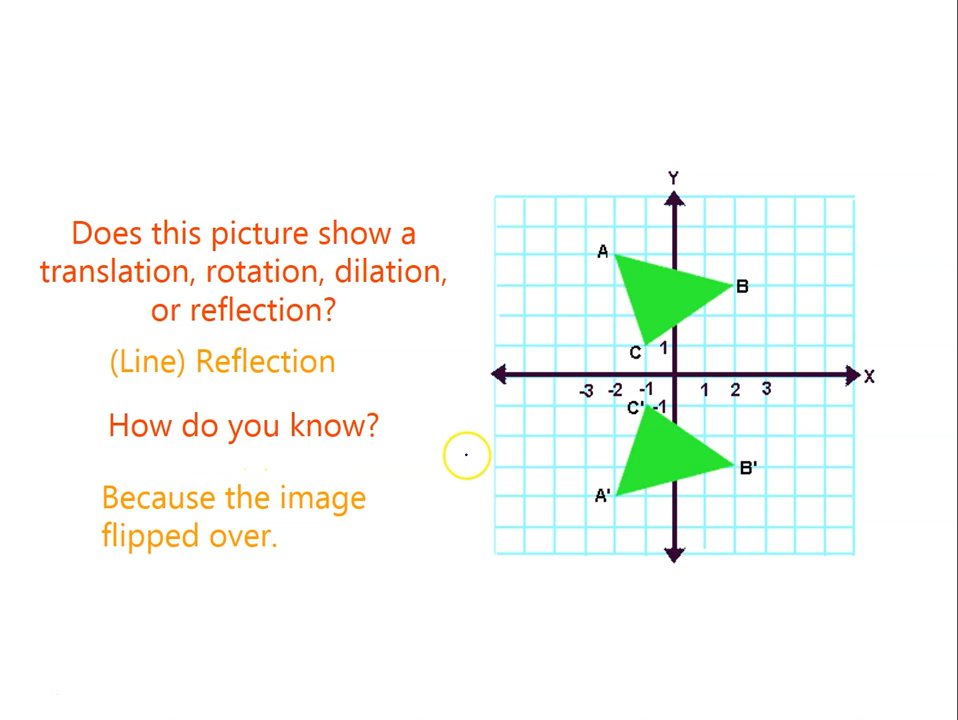 Does this picture show a
translation, rotation, dilation,
or reflection?
(Line) Reflection
How do you know?
Because the image
flipped over.
Y
A
B
C 1
X
-3 -2 -1 1 2 3
C' -1
B'
A'